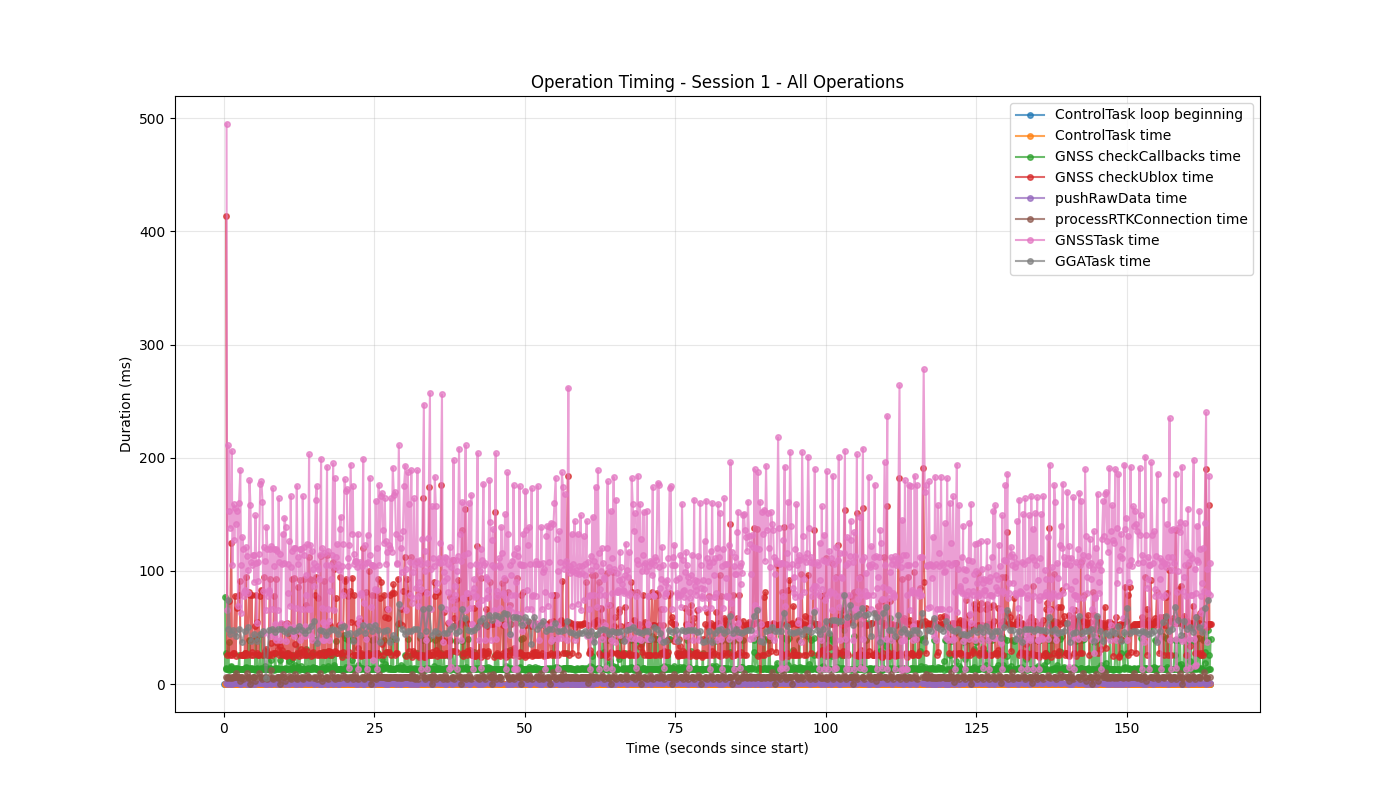 Operation Timing - Session 1 - All Operations
500
400
300
200
100
0
Duration (ms)
ControlTask loop beginning
ControlTask time
GNSS checkCallbacks time
GNSS checkUblox time
pushRawData time
processRTKConnection time
GNSSTask time
GGATask time
0 25 50 75 100 125 150
Time (seconds since start)